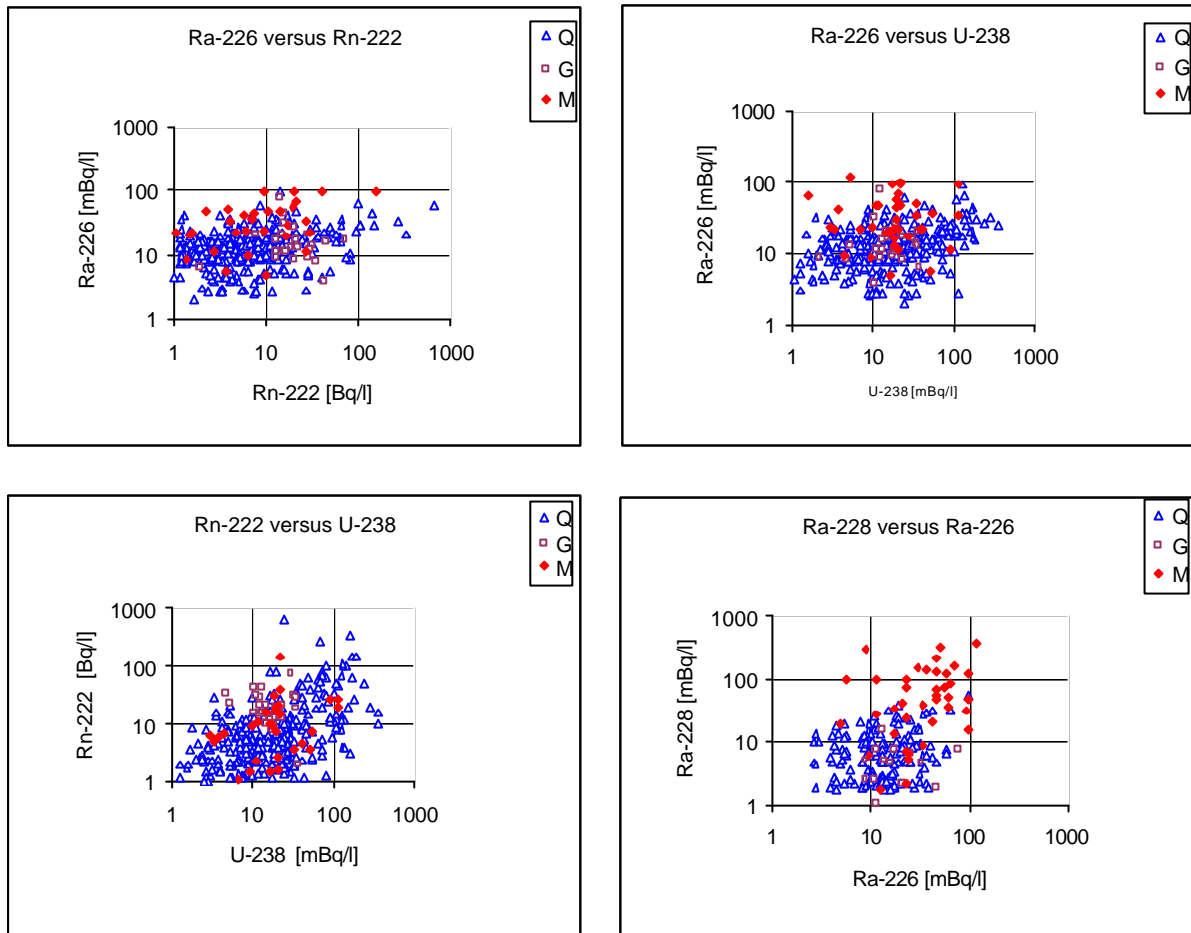 Ra-226 versus Rn-222
Q
G
M
Ra-226 [mBq/l]
1000
100
10
1
1 10 100 1000
Rn-222 [Bq/l]
Ra-226 versus U-238
Q
G
M
Ra-226 [mBq/l]
1000
100
10
1
1 10 100 1000
U-238 [mBq/l]
Rn-222 versus U-238
Q
G
M
Rn-222 [Bq/l]
1000
100
10
1
1 10 100 1000
U-238 [mBq/l]
Ra-228 versus Ra-226
Q
G
M
Ra-228 [mBq/l]
1000
100
10
1
1 10 100 1000
Ra-226 [mBq/l]